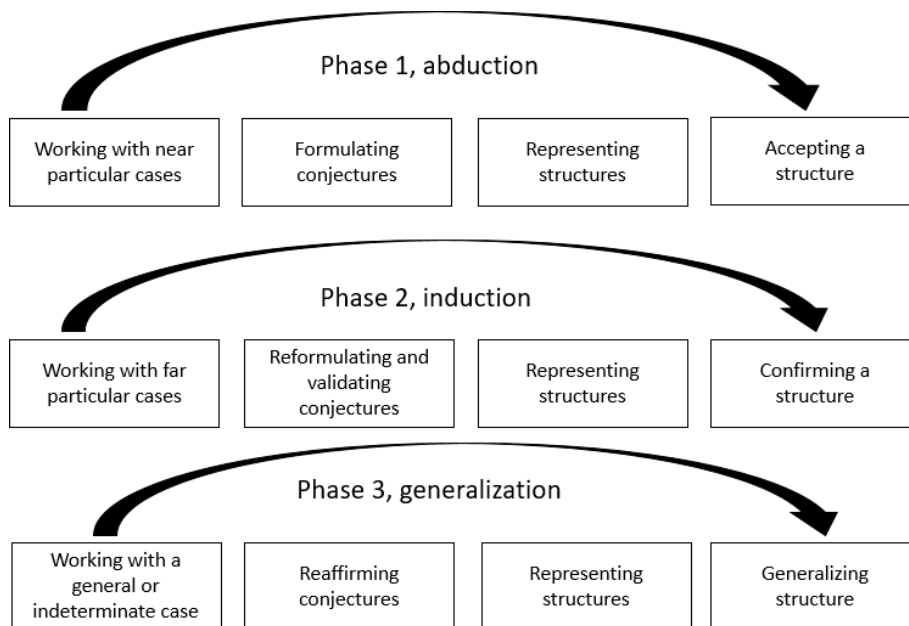 Phase 1, abduction
Working with near
particular cases
Formulating
conjectures
Representing
structures
Accepting a
structure
Phase 2, induction
Working with far
particular cases
Reformulating and
validating
conjectures
Representing
structures
Confirming a
structure
Phase 3, generalization
Working with a
general or
indeterminate case
Reaffirming
conjectures
Representing
structures
Generalizing
structure